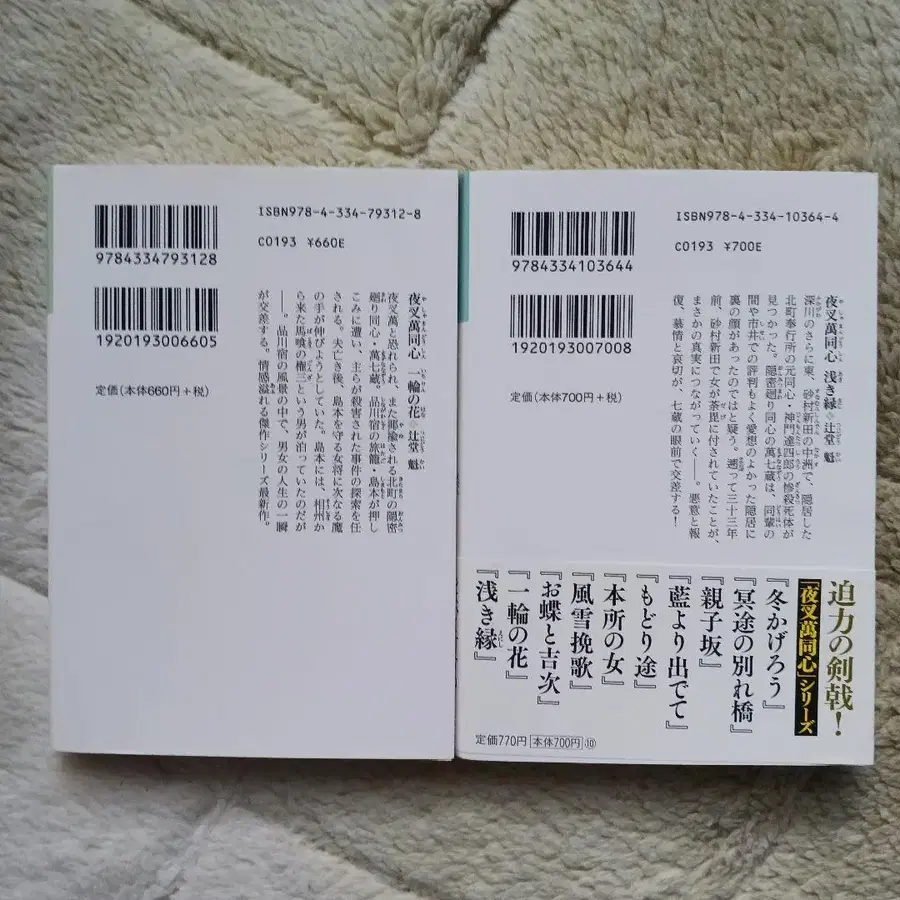 ISBN978-4-334-79312-8
C0193 ¥660E
9784334793128
1920193006605
定価(本体660円+税)
夜叉萬同心 一輪の花◆辻堂 魁
夜叉萬と恐れられ、また揶揄される北町の隠密
廻り同心・萬七蔵。品川宿の旅籠・島本が押し
こみに遭い、主らが殺害された事件の探索を任
される。夫亡き後、島本を守る女将に次なる魔
の手が伸びようとしていた。島本には、相州か
ら来た馬喰の権三という男が泊っていたのだが
――。品川宿の風景の中で、男女の人生の一瞬
が交差する。情感溢れる傑作シリーズ最新作。
ISBN978-4-334-10364-4
C0193 ¥700E
9784334103644
1920193007008
定価(本体700円+税)
夜叉萬同心 浅き縁◆辻堂 魁
深川のさらに東、砂村新田の中洲で、隠居した
北町奉行所の元同心・神門達四郎の惨殺死体が
見つかった。隠密廻り同心の萬七蔵は、同輩の
間や市井での評判もよく愛想のよかった隠居に
裏の顔があったのではと疑う。遡って三十三年
前、砂村新田で女が荼毘に付されていたことが、
まさかの真実につながっていく――。悪意と報
復、慕情と哀切が、七蔵の眼前で交差する!
迫力の剣戟!
「夜叉萬同心」シリーズ
『冬かげろう』
『冥途の別れ橋』
『親子坂』
『藍より出でて』
『もどり途』
『本所の女』
『風雪挽歌』
『お蝶と吉次』
『一輪の花』
『浅き縁』
定価770円 本体700円 ⑩